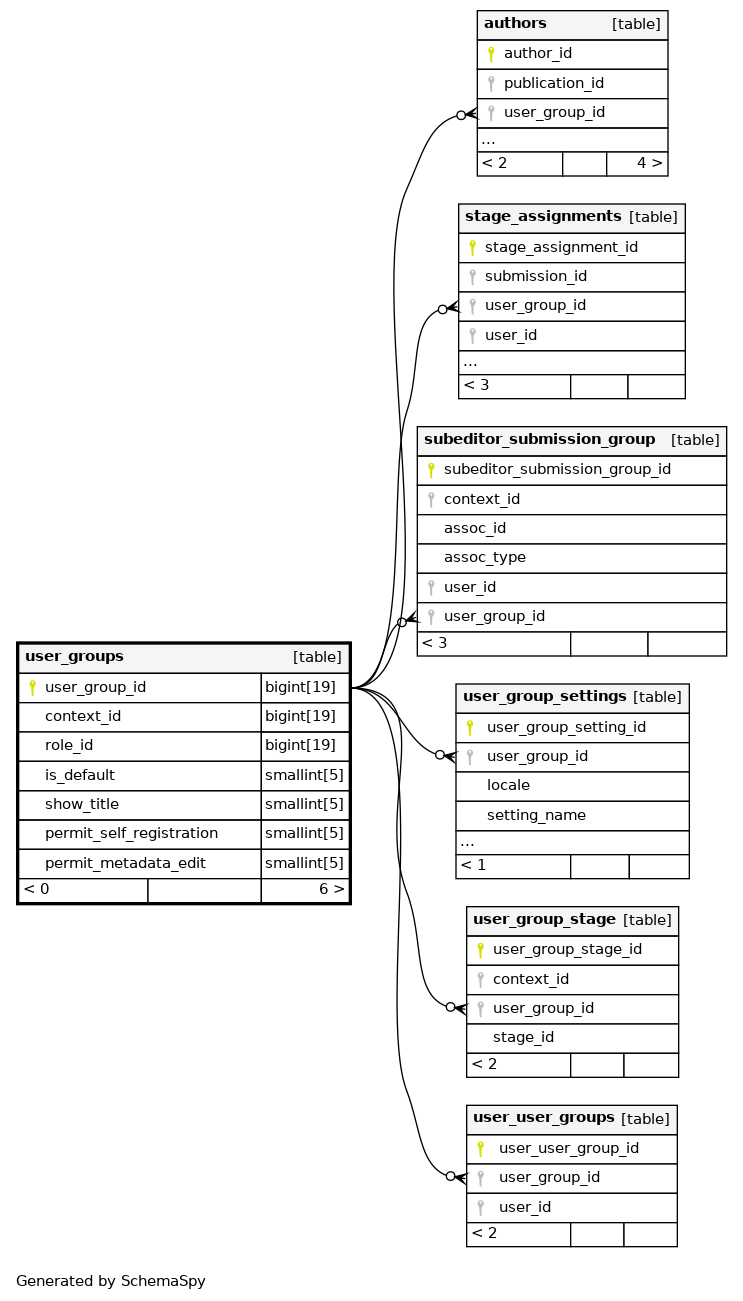 authors [table]
author_id
publication_id
user_group_id
...
< 2 4 >
stage_assignments [table]
stage_assignment_id
submission_id
user_group_id
user_id
...
< 3
subeditor_submission_group [table]
subeditor_submission_group_id
context_id
assoc_id
assoc_type
user_id
user_group_id
< 3
user_groups [table]
user_group_id bigint[19]
context_id bigint[19]
role_id bigint[19]
is_default smallint[5]
show_title smallint[5]
permit_self_registration smallint[5]
permit_metadata_edit smallint[5]
< 0 6 >
user_group_settings [table]
user_group_setting_id
user_group_id
locale
setting_name
...
< 1
user_group_stage [table]
user_group_stage_id
context_id
user_group_id
stage_id
< 2
user_user_groups [table]
user_user_group_id
user_group_id
user_id
< 2
Generated by SchemaSpy